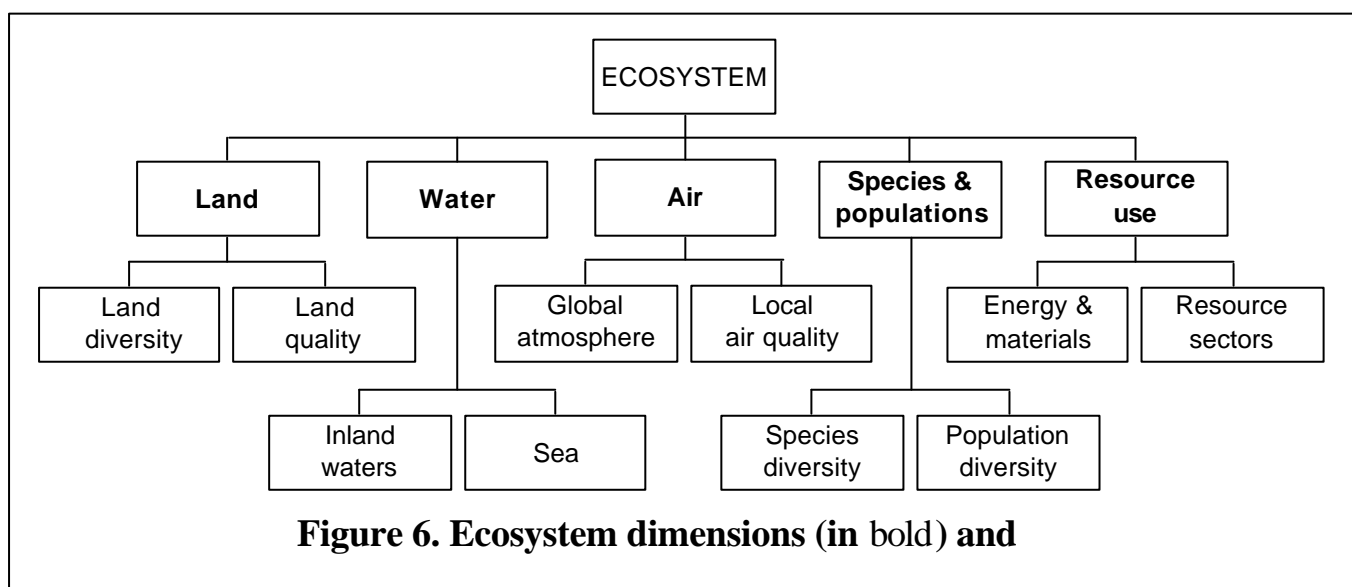 ECOSYSTEM
Land
Water
Air
Species &
populations
Resource
use
Land
diversity
Land
quality
Global
atmosphere
Local
air quality
Energy &
materials
Resource
sectors
Inland
waters
Sea
Species
diversity
Population
diversity
Figure 6. Ecosystem dimensions (in bold) and